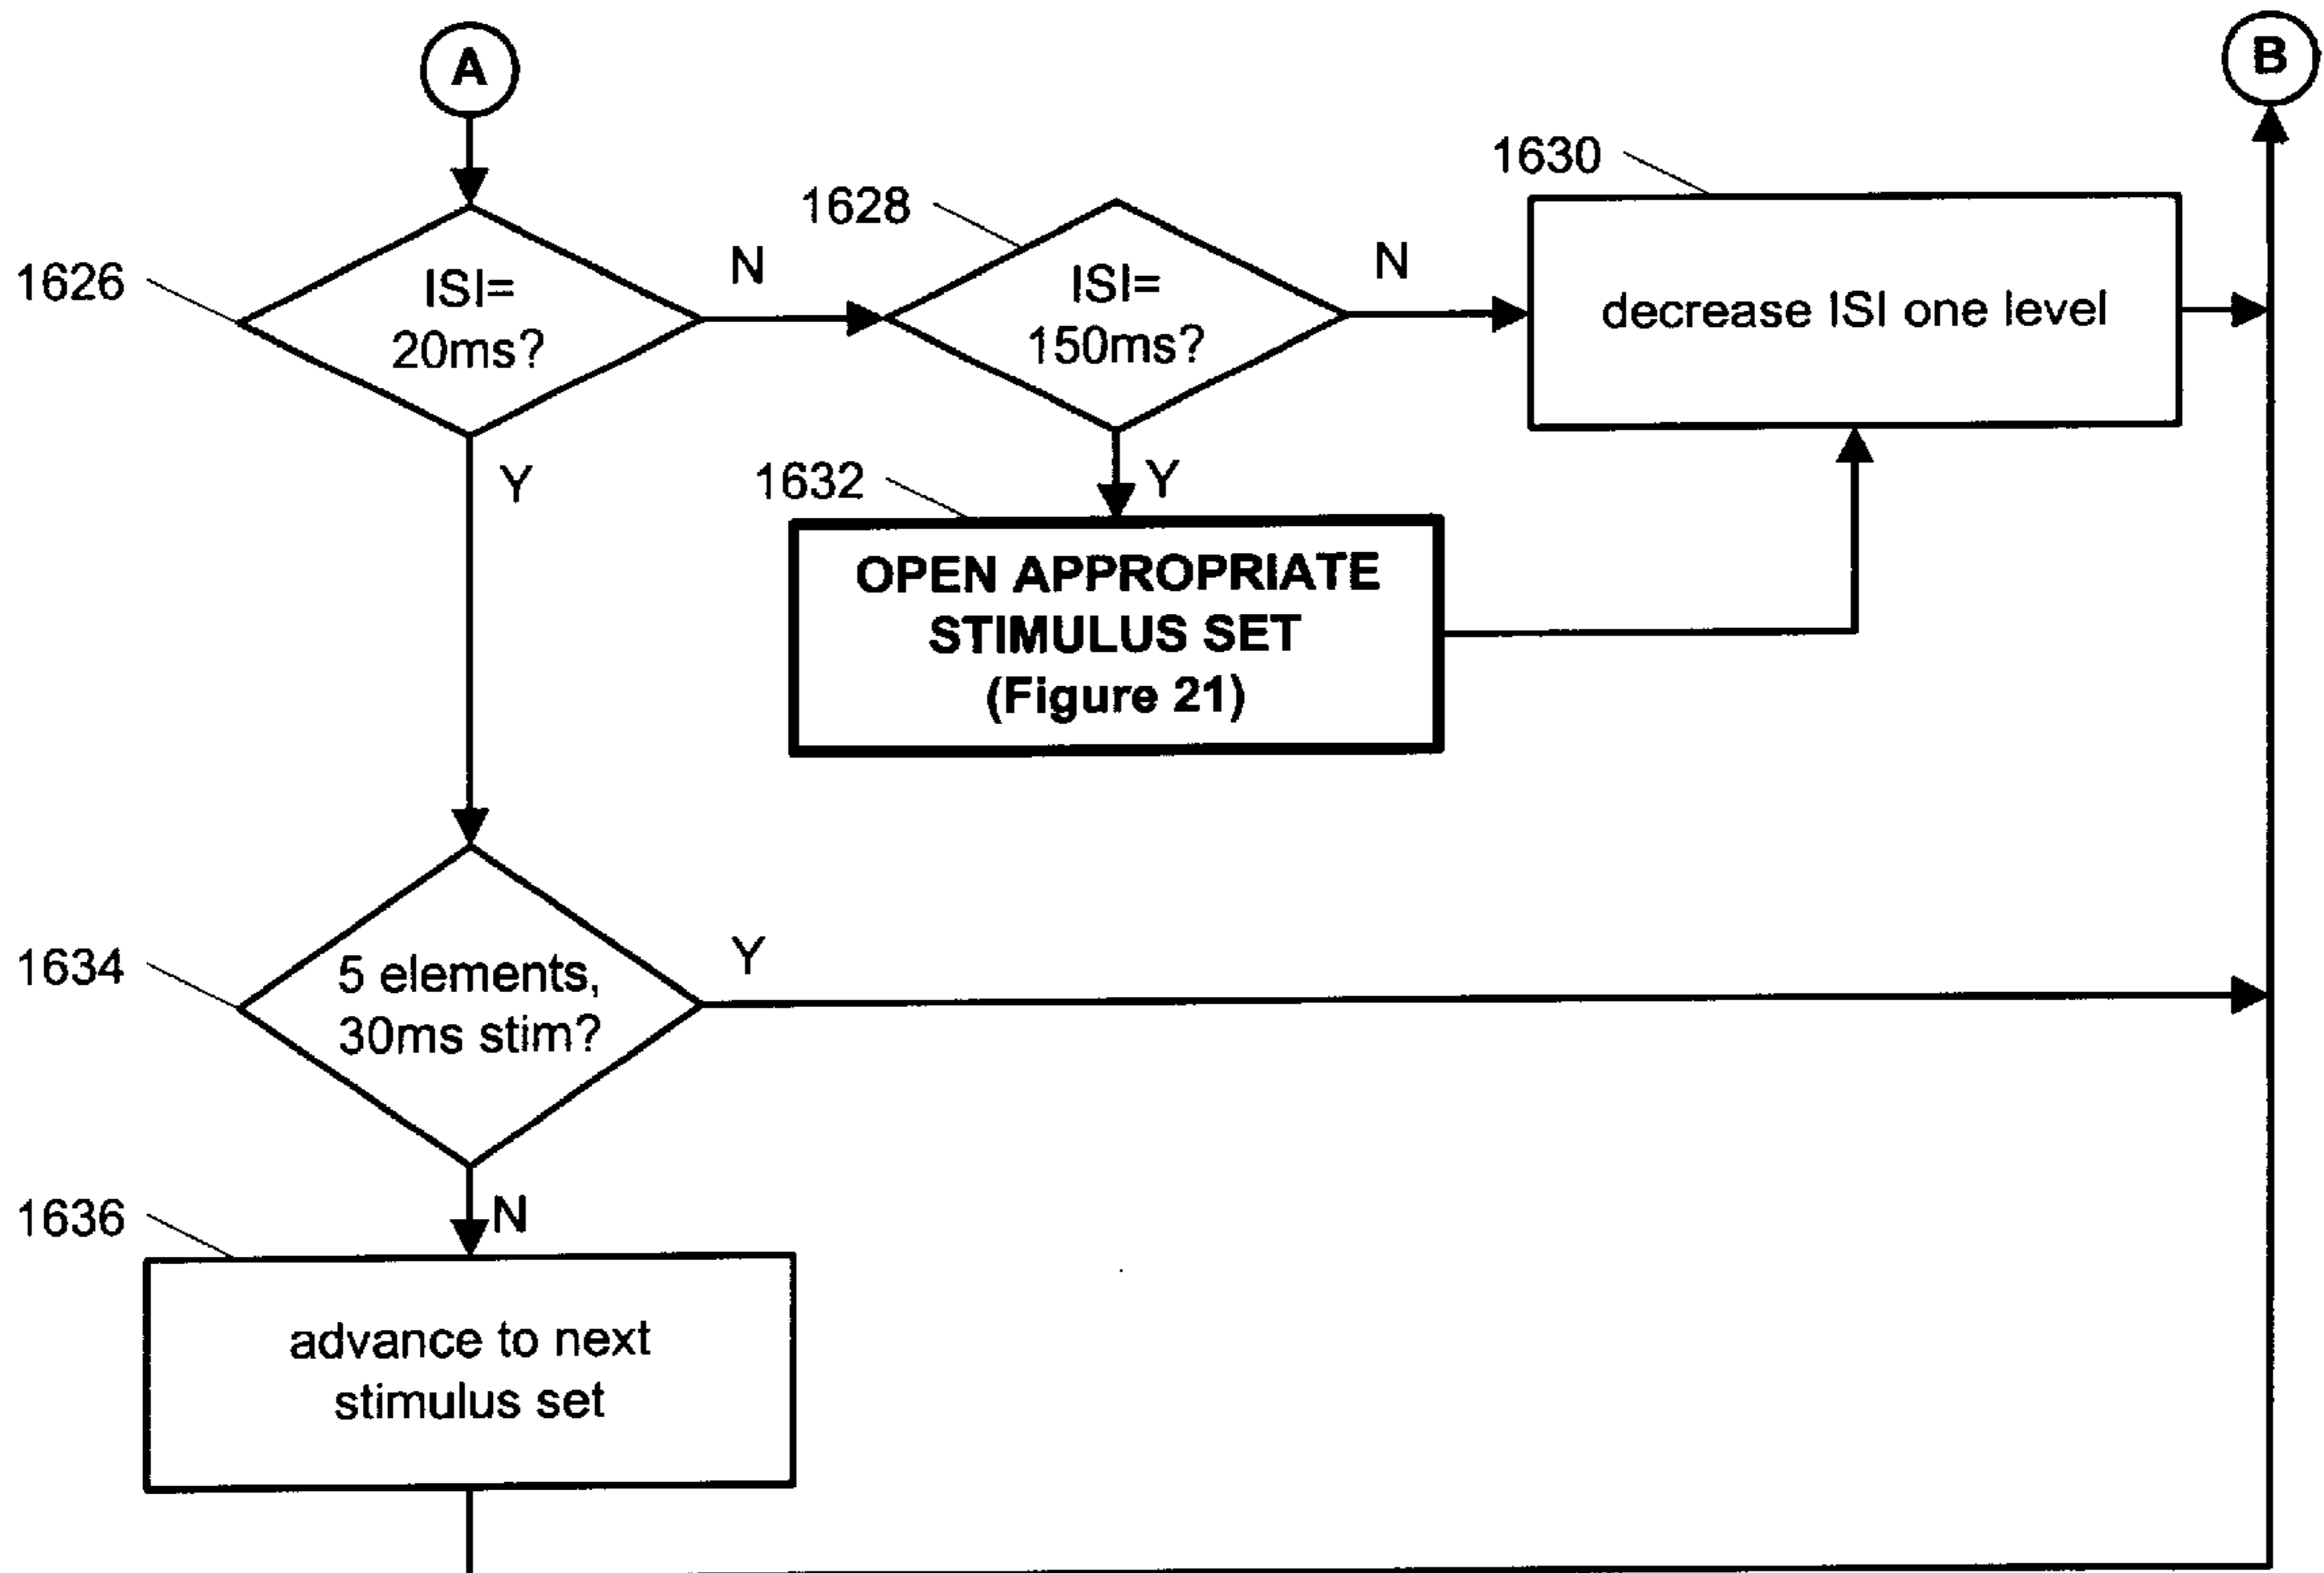 A
B
1630
1628
1626
ISI=
20ms?
N
ISI=
150ms?
N
decrease ISI one level
Y
1632
Y
OPEN APPROPRIATE
STIMULUS SET
(Figure 21)
1634
5 elements,
30ms stim?
Y
1636
N
advance to next
stimulus set